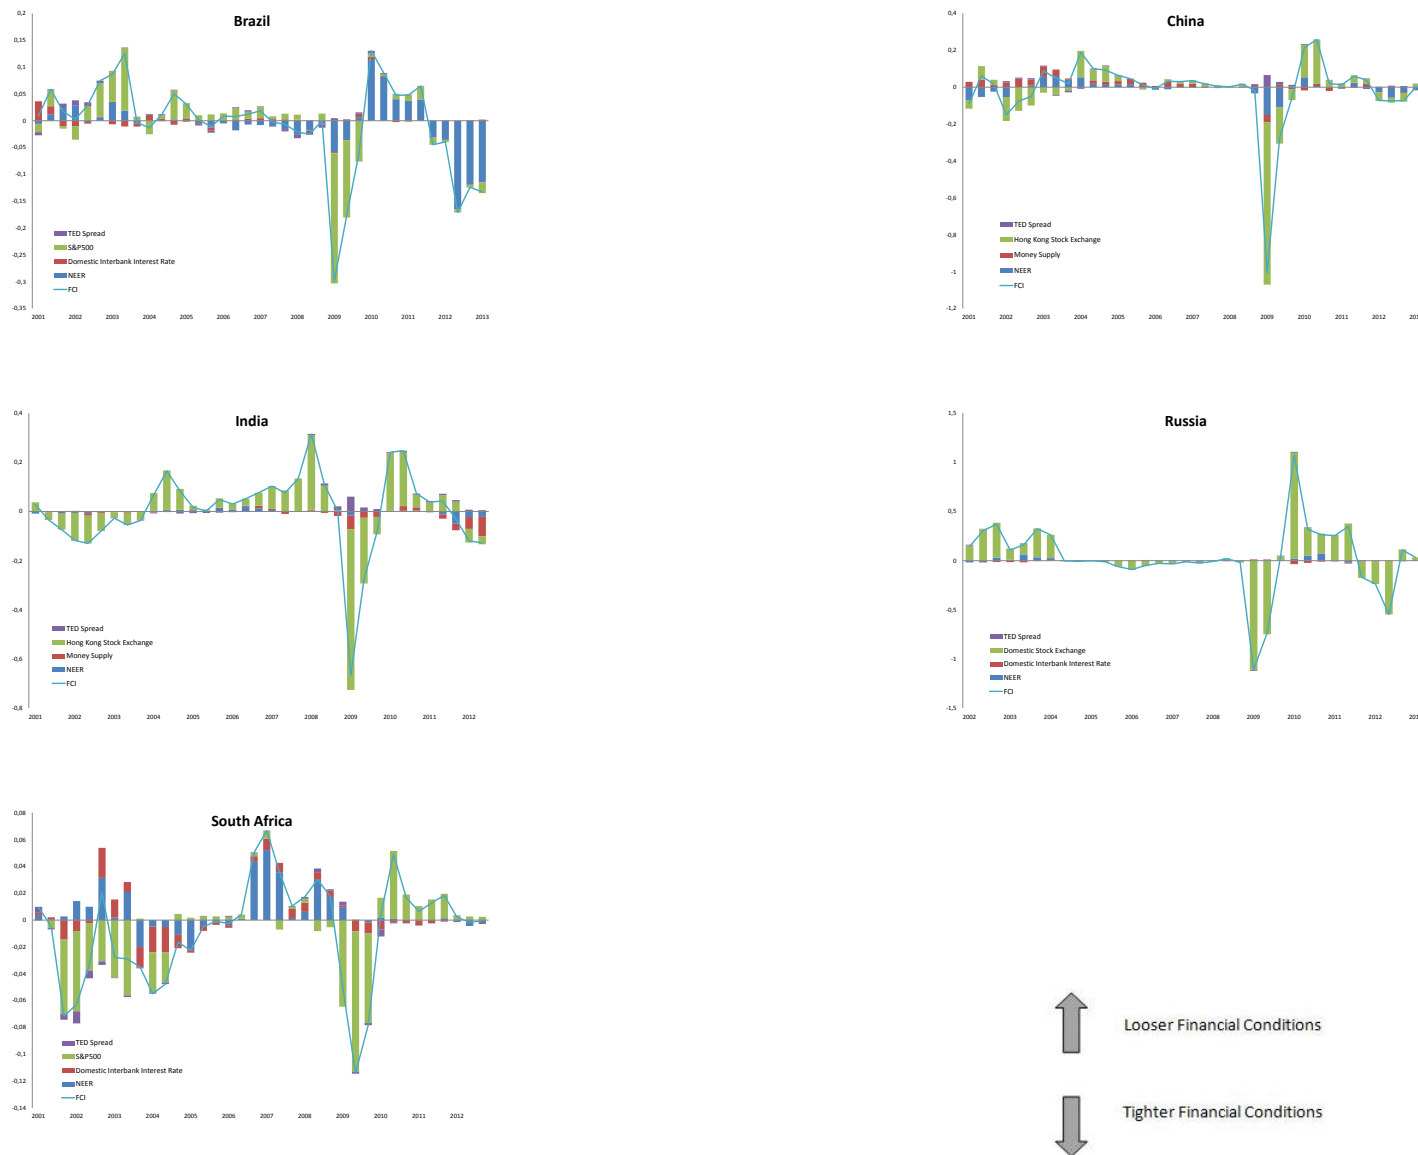 Brazil
0,2
0,15
0,1
0,05
0
-0,05
-0,1
-0,15
-0,2
-0,25
-0,3
-0,35
TED Spread
S&P500
Domestic Interbank Interest Rate
NEER
FCI
2001 2002 2003 2004 2005 2006 2007 2008 2009 2010 2011 2012 2013
China
0,4
0,2
0
-0,2
-0,4
-0,6
-0,8
-1
-1,2
TED Spread
Hong Kong Stock Exchange
Money Supply
NEER
FCI
2001 2002 2003 2004 2005 2006 2007 2008 2009 2010 2011 2012
India
0,4
0,2
0
-0,2
-0,4
-0,6
-0,8
TED Spread
Hong Kong Stock Exchange
Money Supply
NEER
FCI
2001 2002 2003 2004 2005 2006 2007 2008 2009 2010 2011 2012
Russia
1,5
1
0,5
0
-0,5
-1
-1,5
TED Spread
Domestic Stock Exchange
Domestic Interbank Interest Rate
NEER
FCI
2002 2003 2004 2005 2006 2007 2008 2009 2010 2011 2012
South Africa
0,08
0,06
0,04
0,02
0
-0,02
-0,04
-0,06
-0,08
-0,1
-0,12
-0,14
TED Spread
S&P500
Domestic Interbank Interest Rate
NEER
FCI
2001 2002 2003 2004 2005 2006 2007 2008 2009 2010 2011 2012
Looser Financial Conditions
Tighter Financial Conditions